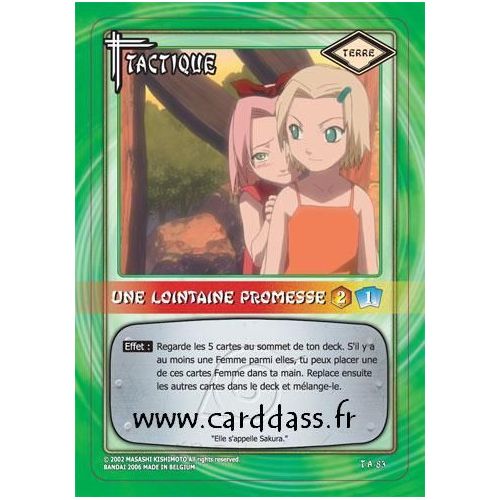 TACTIQUE
TERRE
UNE LOINTAINE PROMESSE 2 1
Effet : Regarde les 5 cartes au sommet de ton deck. S'il y a
au moins une Femme parmi elles, tu peux placer une
de ces cartes Femme dans ta main. Replace ensuite
les autres cartes dans le deck et mélange-le.
www.carddass.fr
"Elle s'appelle Sakura."
© 2002 MASASHI KISHIMOTO All rights reserved.
BANDAI 2006 MADE IN BELGIUM
TA 83